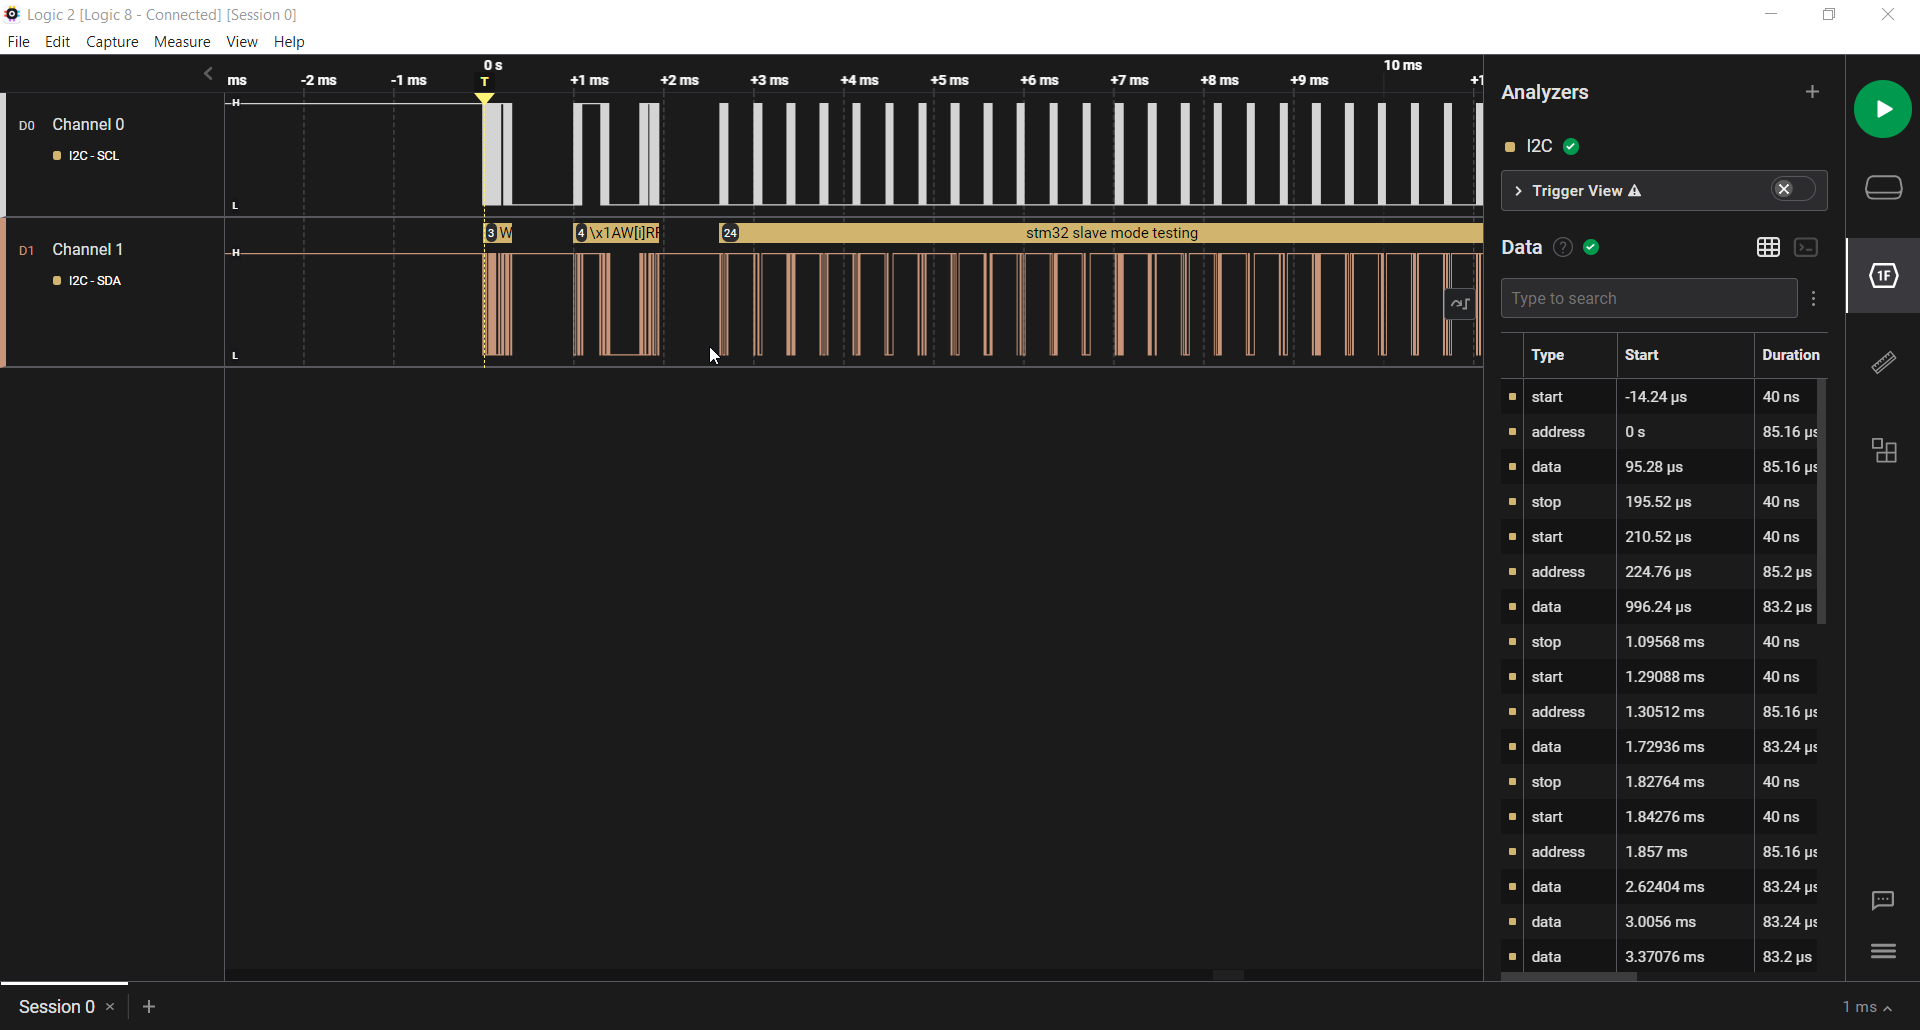 Logic 2 [Logic 8 - Connected] [Session 0]
File Edit Capture Measure View Help
0 s 10 ms
ms -2 ms -1 ms T +1 ms +2 ms +3 ms +4 ms +5 ms +6 ms +7 ms +8 ms +9 ms +1
D0 Channel 0
I2C - SCL
H
L
3 W 4 \x1AW[i]R 24 stm32 slave mode testing
D1 Channel 1
I2C - SDA
H
L
Analyzers +
I2C
Trigger View
Data ?
Type to search
1F
Type Start Duration
start -14.24 µs 40 ns
address 0 s 85.16 µs
data 95.28 µs 85.16 µs
stop 195.52 µs 40 ns
start 210.52 µs 40 ns
address 224.76 µs 85.2 µs
data 996.24 µs 83.2 µs
stop 1.09568 ms 40 ns
start 1.29088 ms 40 ns
address 1.30512 ms 85.16 µs
data 1.72936 ms 83.24 µs
stop 1.82764 ms 40 ns
start 1.84276 ms 40 ns
address 1.857 ms 85.16 µs
data 2.62404 ms 83.24 µs
data 3.0056 ms 83.24 µs
data 3.37076 ms 83.2 µs
Session 0 × +
1 ms